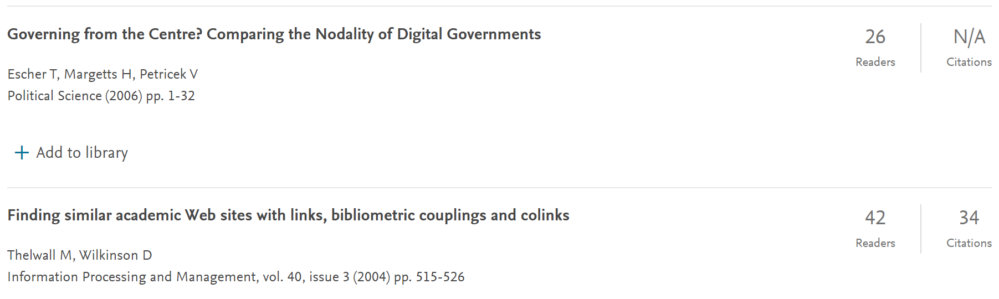 Governing from the Centre? Comparing the Nodality of Digital Governments
26
Readers
N/A
Citations
Escher T, Margetts H, Petricek V
Political Science (2006) pp. 1-32
+ Add to library
Finding similar academic Web sites with links, bibliometric couplings and colinks
42
Readers
34
Citations
Thelwall M, Wilkinson D
Information Processing and Management, vol. 40, issue 3 (2004) pp. 515-526